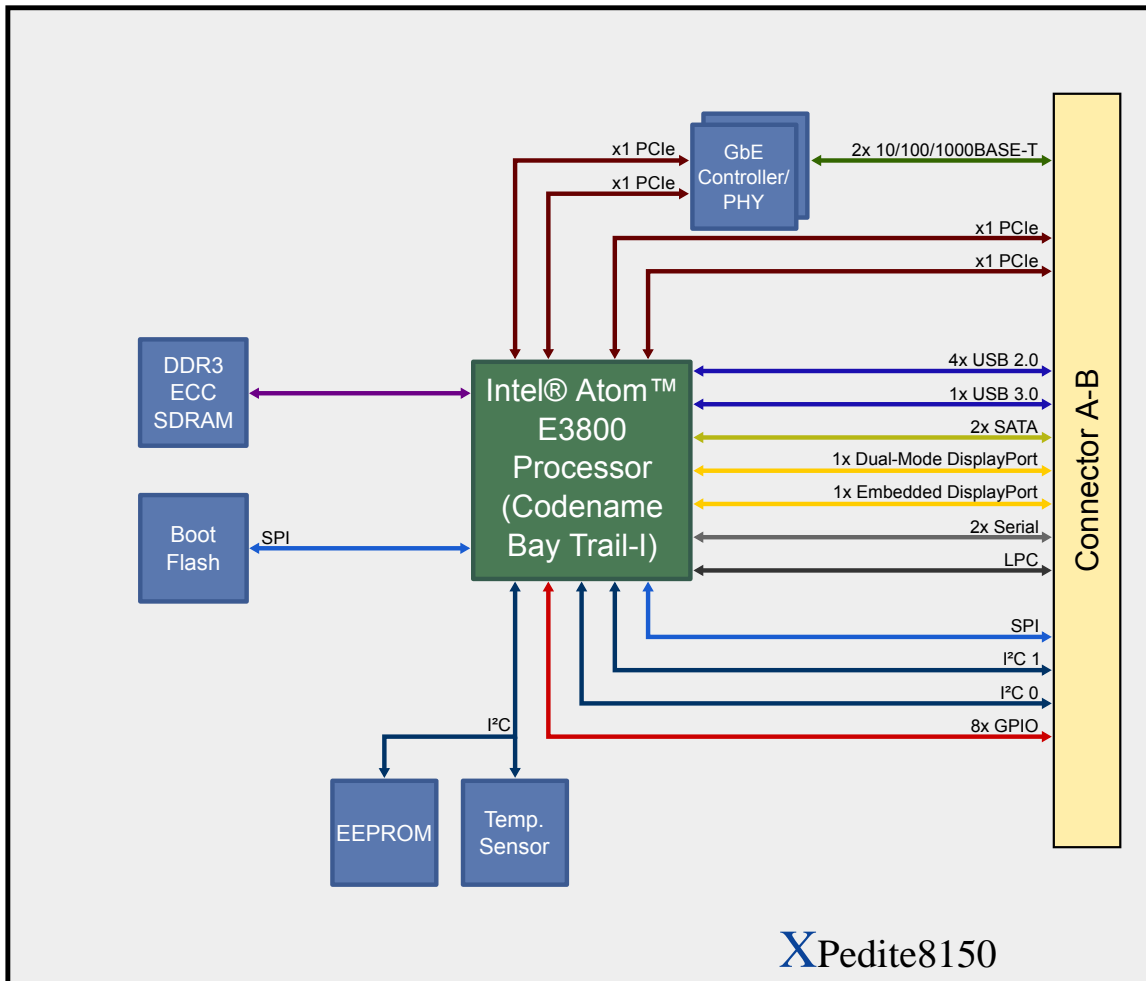 x1 PCIe
x1 PCIe
GbE
Controller/
PHY
2x 10/100/1000BASE-T
x1 PCIe
x1 PCIe
DDR3
ECC
SDRAM
Boot
Flash
SPI
Intel® Atom™
E3800
Processor
(Codename
Bay Trail-I)
4x USB 2.0
1x USB 3.0
2x SATA
1x Dual-Mode DisplayPort
1x Embedded DisplayPort
2x Serial
LPC
SPI
I²C 1
I²C 0
8x GPIO
Connector A-B
I²C
EEPROM
Temp.
Sensor
XPedite8150